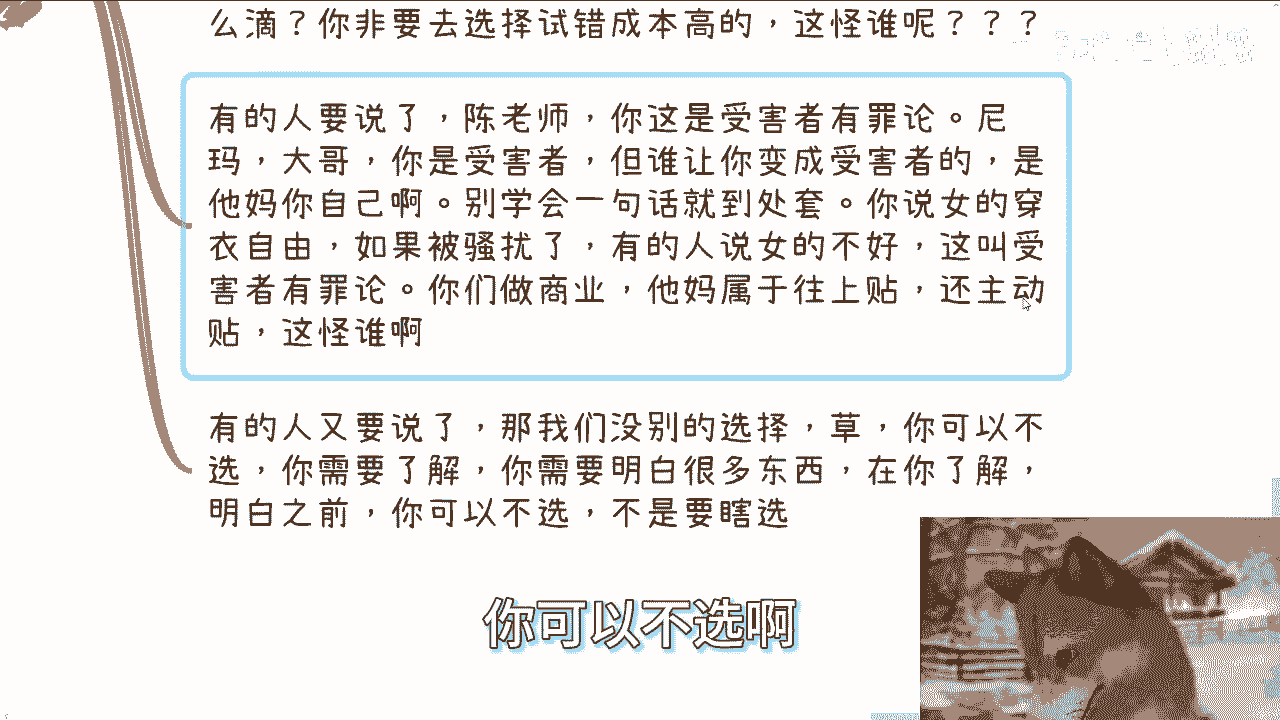 么滴？你非要去选择试错成本高的，这怪谁呢？？？
有的人要说了，陈老师，你这是受害者有罪论。尼
玛，大哥，你是受害者，但谁让你变成受害者的，是
他妈你自己啊。别学会一句话就到处套。你说女的穿
衣自由，如果被骚扰了，有的人说女的不好，这叫受
害者有罪论。你们做商业，他妈属于往上贴，还主动
贴，这怪谁啊
有的人又要说了，那我们没别的选择，草，你可以不
选，你需要了解，你需要明白很多东西，在你了解，
明白之前，你可以不选，不是要瞎选
你可以不选啊